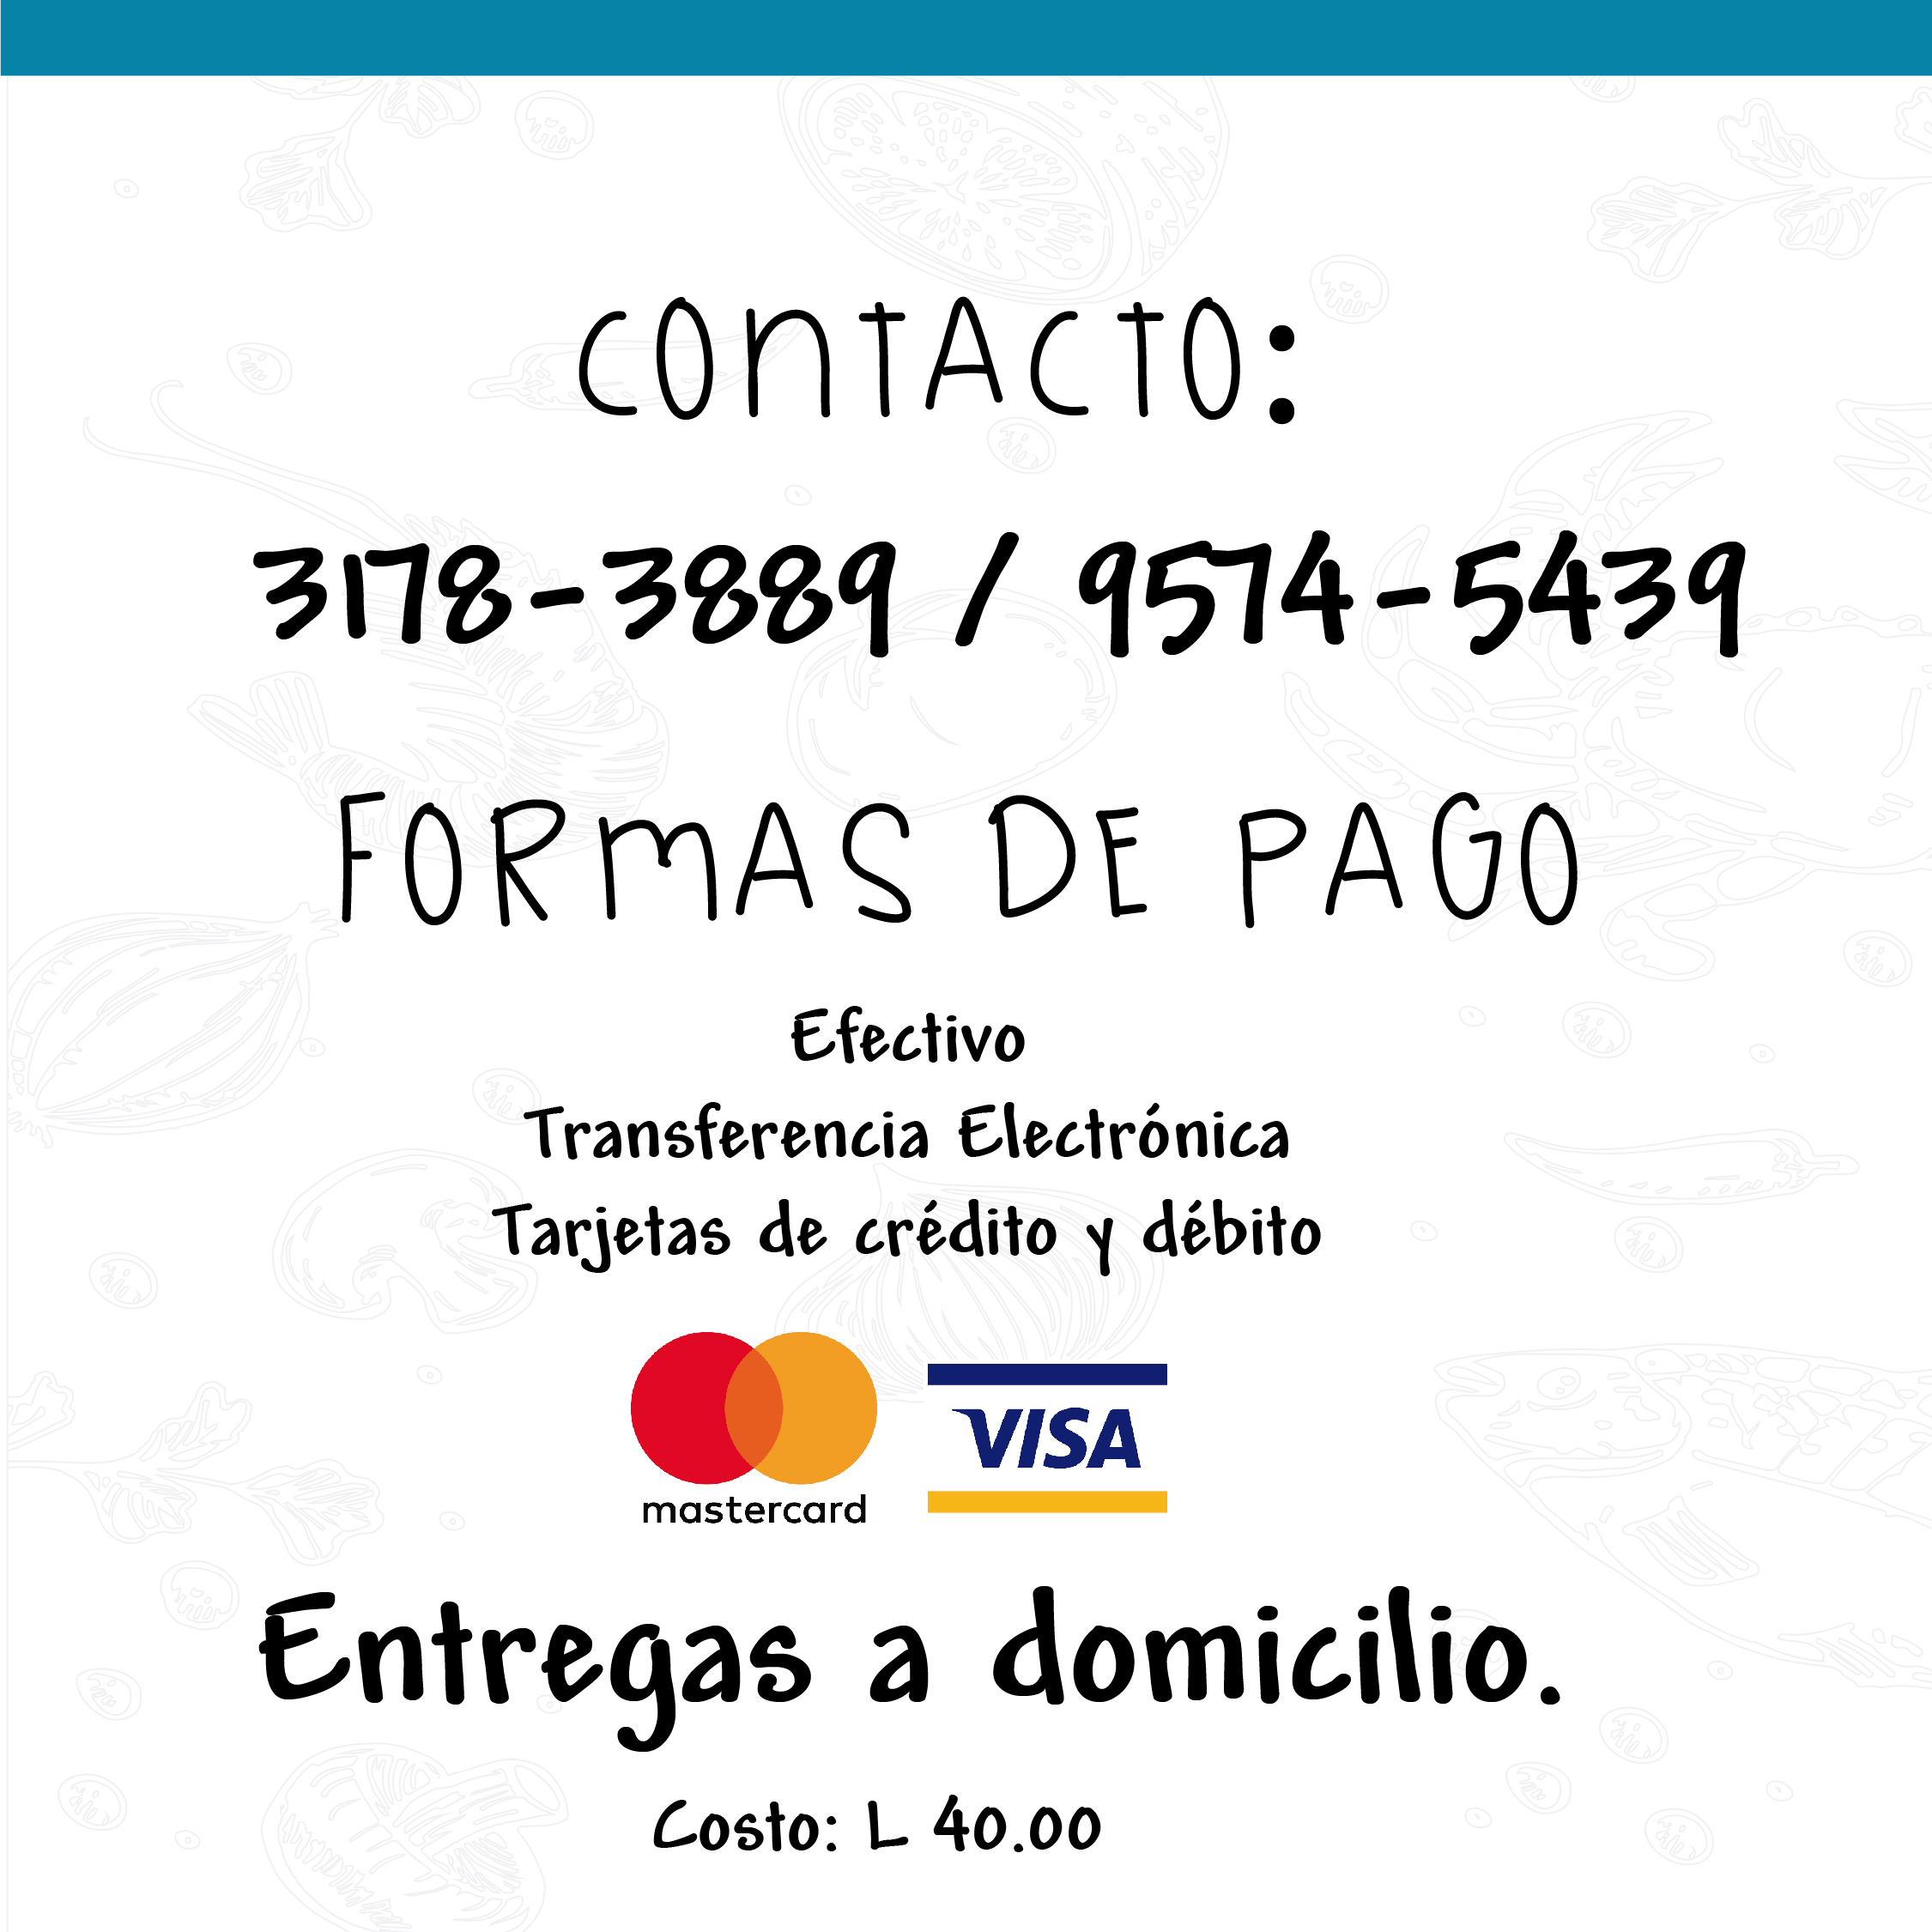 CONTACTO:
3178-3889 / 9574-5439
FORMAS DE PAGO
Efectivo
Transferencia Electrónica
Tarjetas de crédito y débito
mastercard
VISA
Entregas a domicilio.
Costo: L 40.00